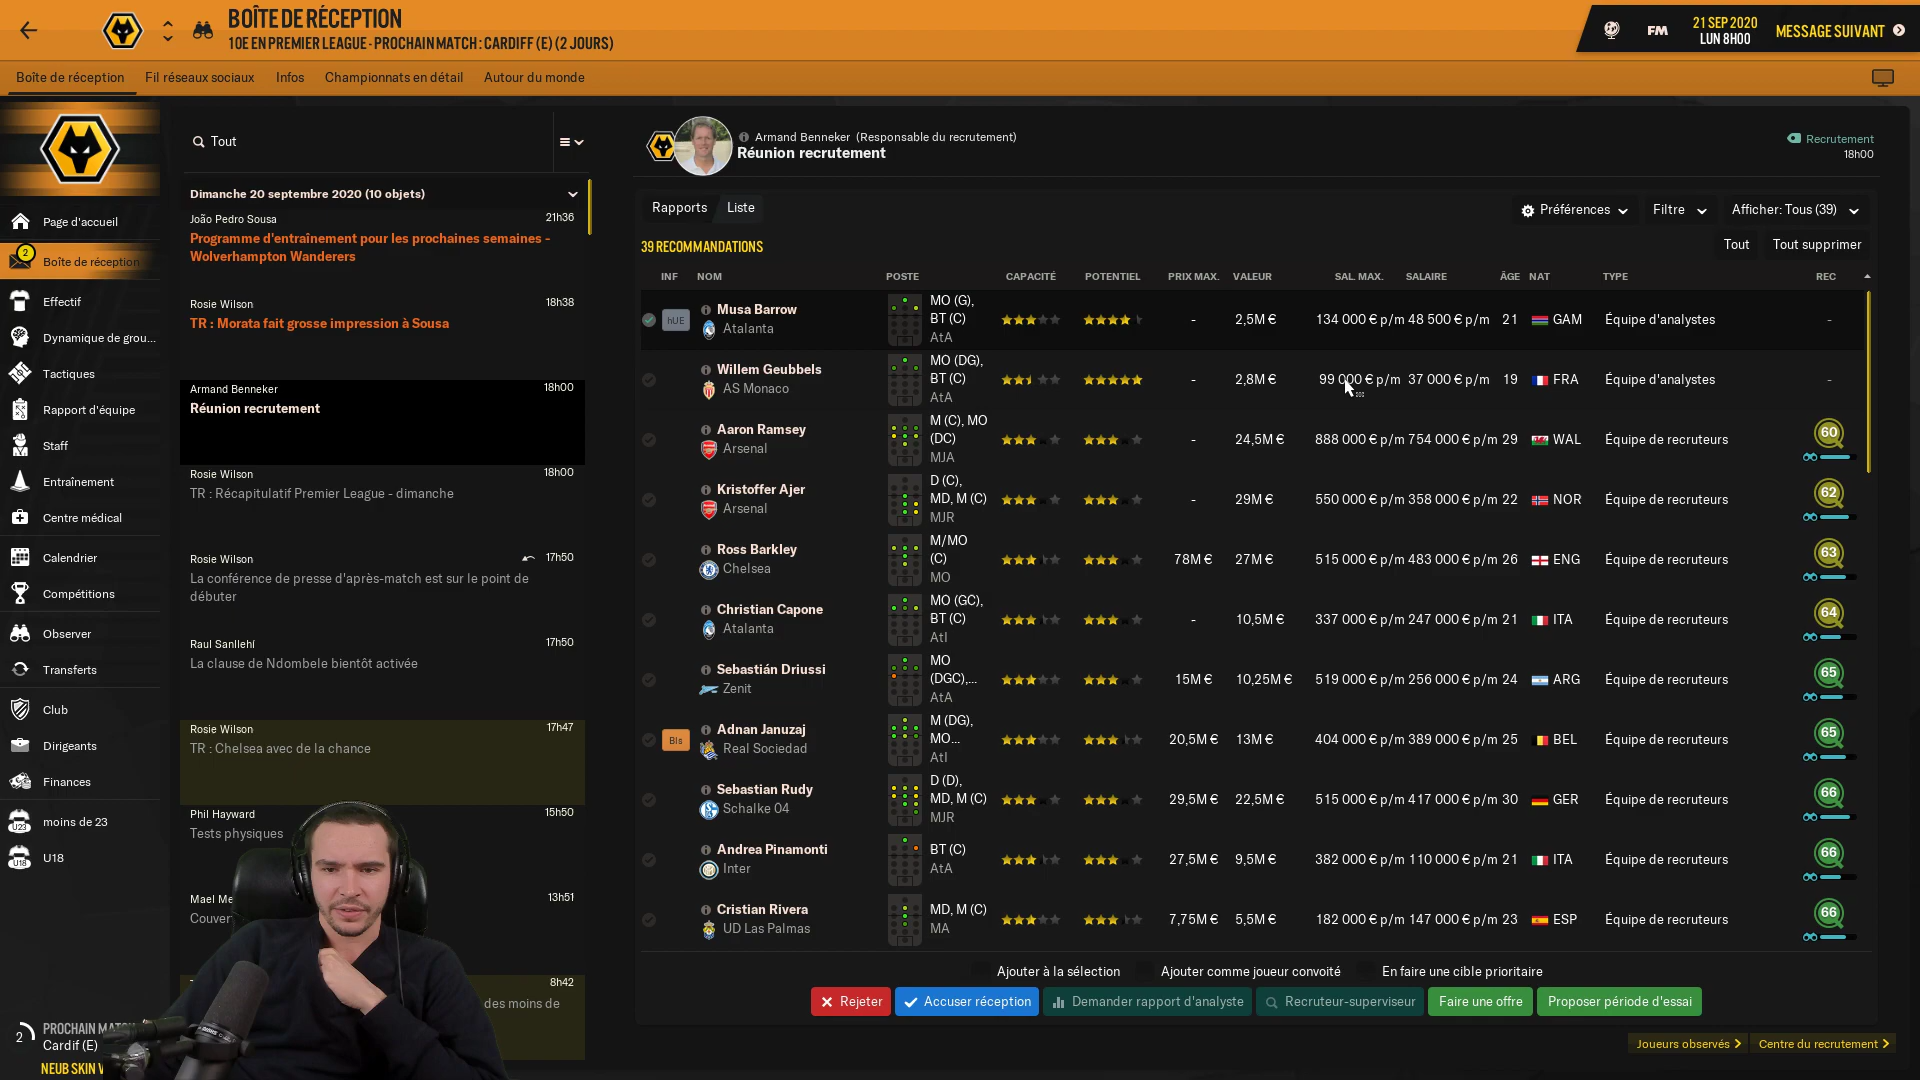 BOÎTE DE RÉCEPTION
10E EN PREMIER LEAGUE - PROCHAIN MATCH : CARDIFF (E) (2 JOURS)
FM
21 SEP 2020
LUN 8H00
MESSAGE SUIVANT
Boîte de réception
Fil réseaux sociaux
Infos
Championnats en détail
Autour du monde
Page d'accueil
2
Boîte de réception
Effectif
Dynamique de grou...
Tactiques
Rapport d'équipe
Staff
Entraînement
Centre médical
Calendrier
Compétitions
Observer
Transferts
Club
Dirigeants
Finances
U23
moins de 23
U18
U18
2
PROCHAIN MATC
Cardif (E)
NEUB SKIN V
Tout
Dimanche 20 septembre 2020 (10 objets)
João Pedro Sousa 21h36
Programme d'entraînement pour les prochaines semaines -
Wolverhampton Wanderers
Rosie Wilson 18h38
TR : Morata fait grosse impression à Sousa
Armand Benneker 18h00
Réunion recrutement
Rosie Wilson 18h00
TR : Récapitulatif Premier League - dimanche
Rosie Wilson 17h50
La conférence de presse d'après-match est sur le point de
débuter
Raul Sanllehí 17h50
La clause de Ndombele bientôt activée
Rosie Wilson 17h47
TR : Chelsea avec de la chance
Phil Hayward 15h50
Tests physiques
Mael Me 13h51
Couver
8h42
des moins de
Armand Benneker (Responsable du recrutement)
Réunion recrutement
Recrutement
18h00
Rapports
Liste
Préférences
Filtre
Afficher: Tous (39)
39 RECOMMANDATIONS
Tout
Tout supprimer
INF NOM POSTE CAPACITÉ POTENTIEL PRIX MAX. VALEUR SAL. MAX. SALAIRE ÂGE NAT TYPE REC
hUE Musa Barrow Atalanta MO (G), BT (C) AtA - 2,5M € 134 000 € p/m 48 500 € p/m 21 GAM Équipe d'analystes -
Willem Geubbels AS Monaco MO (DG), BT (C) AtA - 2,8M € 99 000 € p/m 37 000 € p/m 19 FRA Équipe d'analystes -
Aaron Ramsey Arsenal M (C), MO (DC) MJA - 24,5M € 888 000 € p/m 754 000 € p/m 29 WAL Équipe de recruteurs 60
Kristoffer Ajer Arsenal D (C), MD, M (C) MJR - 29M € 550 000 € p/m 358 000 € p/m 22 NOR Équipe de recruteurs 62
Ross Barkley Chelsea M/MO (C) MO 78M € 27M € 515 000 € p/m 483 000 € p/m 26 ENG Équipe de recruteurs 63
Christian Capone Atalanta MO (GC), BT (C) AtI - 10,5M € 337 000 € p/m 247 000 € p/m 21 ITA Équipe de recruteurs 64
Sebastián Driussi Zenit MO (DGC),... AtA 15M € 10,25M € 519 000 € p/m 256 000 € p/m 24 ARG Équipe de recruteurs 65
Bls Adnan Januzaj Real Sociedad M (DG), MO... AtI 20,5M € 13M € 404 000 € p/m 389 000 € p/m 25 BEL Équipe de recruteurs 65
Sebastian Rudy Schalke 04 D (D), MD, M (C) MJR 29,5M € 22,5M € 515 000 € p/m 417 000 € p/m 30 GER Équipe de recruteurs 66
Andrea Pinamonti Inter BT (C) AtA 27,5M € 9,5M € 382 000 € p/m 110 000 € p/m 21 ITA Équipe de recruteurs 66
Cristian Rivera UD Las Palmas MD, M (C) MA 7,75M € 5,5M € 182 000 € p/m 147 000 € p/m 23 ESP Équipe de recruteurs 66
Ajouter à la sélection
Ajouter comme joueur convoité
En faire une cible prioritaire
Rejeter
Accuser réception
Demander rapport d'analyste
Recruteur-superviseur
Faire une offre
Proposer période d'essai
Joueurs observés
Centre du recrutement